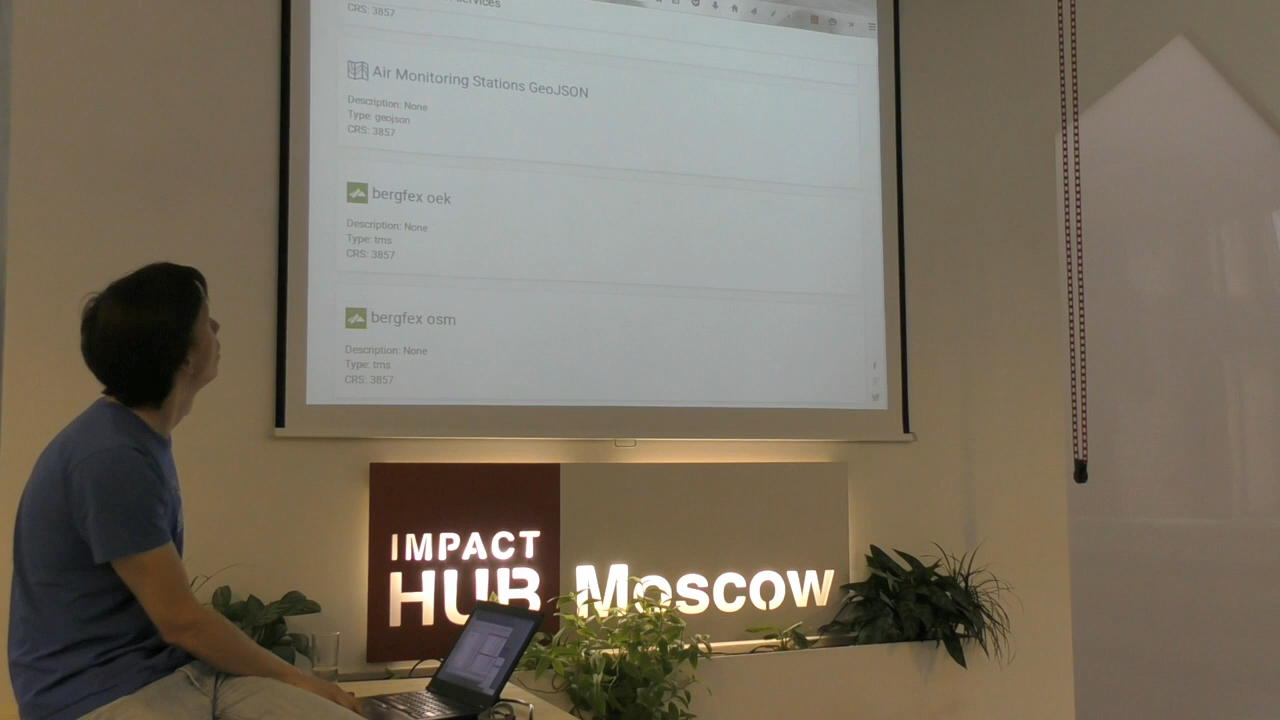 services
CRS: 3857
Air Monitoring Stations GeoJSON
Description: None
Type: geojson
CRS: 3857
bergfex oek
Description: None
Type: tms
CRS: 3857
bergfex osm
Description: None
Type: tms
CRS: 3857
IMPACT
HUB
Moscow